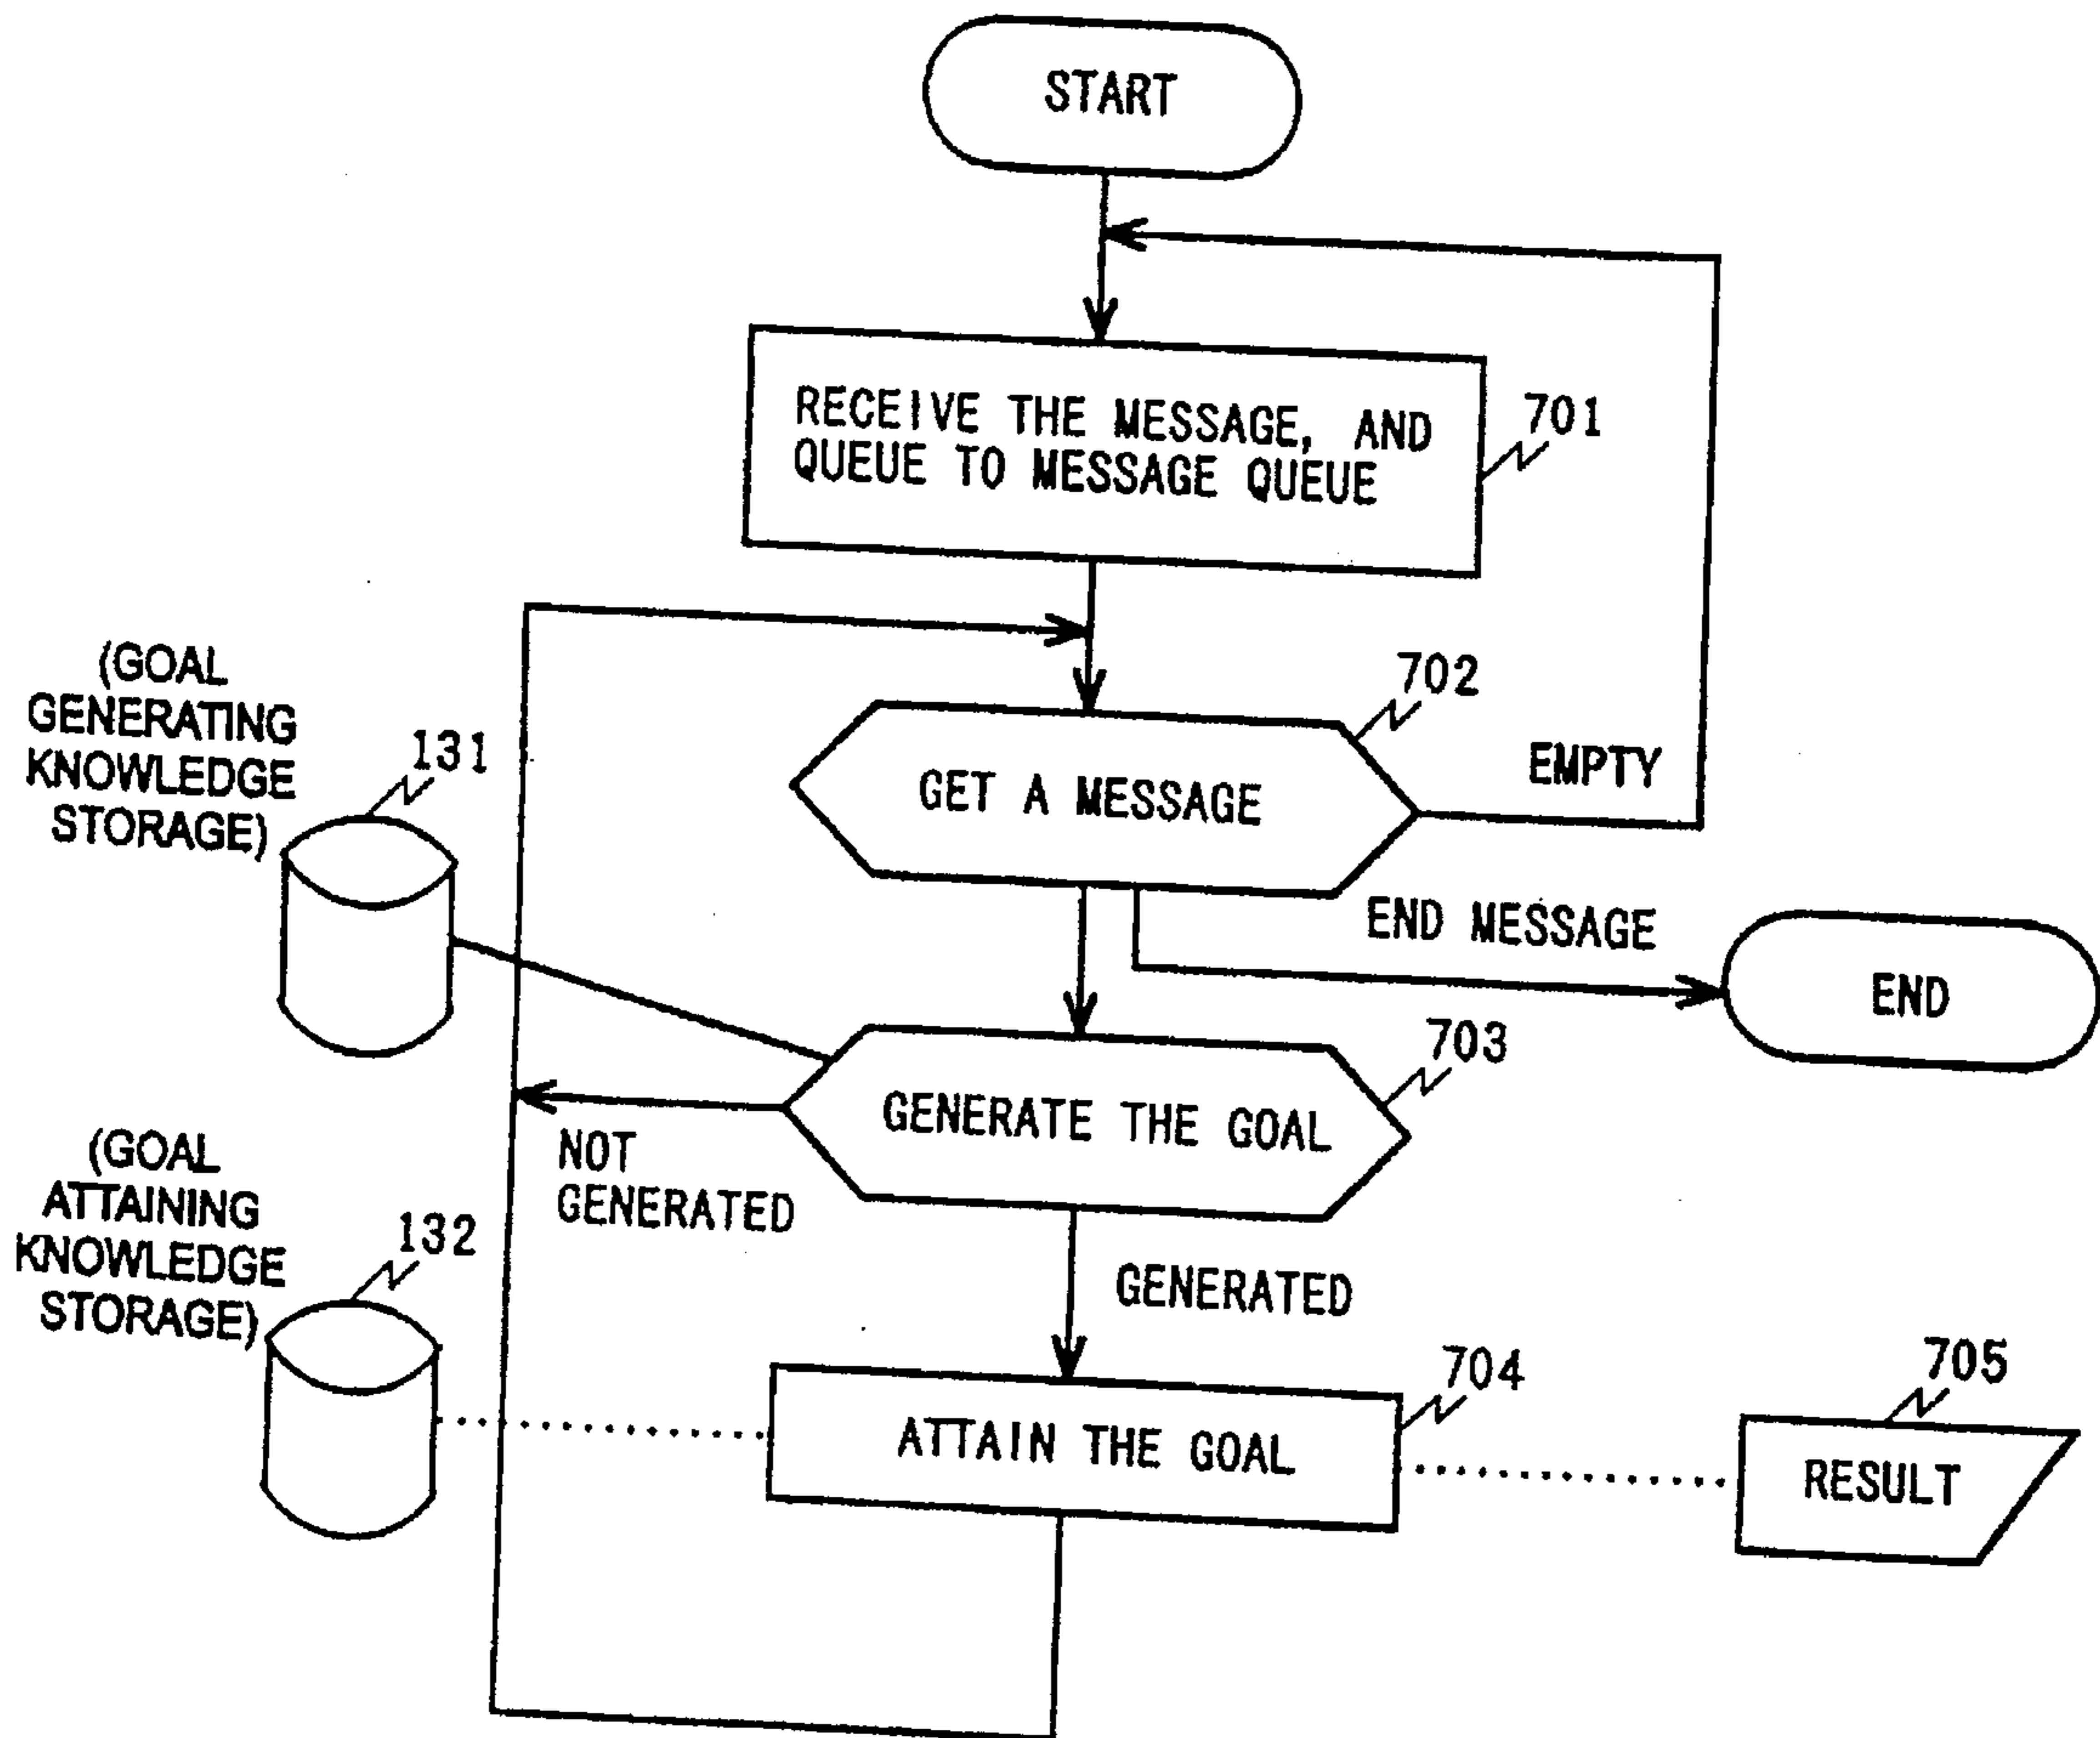 START
RECEIVE THE MESSAGE, AND
QUEUE TO MESSAGE QUEUE
701
(GOAL
GENERATING
KNOWLEDGE
STORAGE)
131
702
GET A MESSAGE
EMPTY
END MESSAGE
END
703
GENERATE THE GOAL
NOT
GENERATED
(GOAL
ATTAINING
KNOWLEDGE
STORAGE)
132
GENERATED
704
ATTAIN THE GOAL
705
RESULT